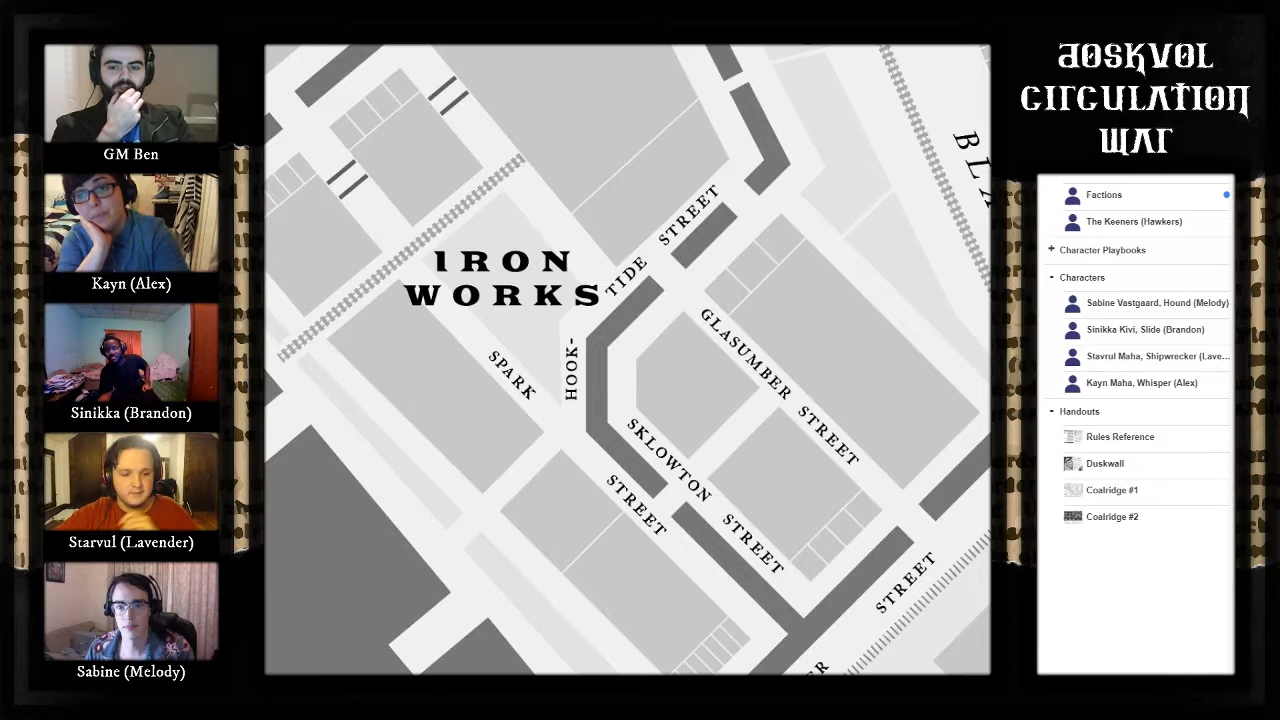 GM Ben
Kayn (Alex)
Sinikka (Brandon)
Starvul (Lavender)
Sabine (Melody)
STREET
TIDE
IRON
WORKS
HOOK-
SPARK
STREET
GLASUMBER STREET
SKLOWTON STREET
STREET
ER
BLA
DOSKVOL
CIRCULATION
WAR
Factions
The Keeners (Hawkers)
+ Character Playbooks
- Characters
Sabine Vastgaard, Hound (Melody)
Sinikka Kivi, Slide (Brandon)
Stavrul Maha, Shipwrecker (Lave...
Kayn Maha, Whisper (Alex)
- Handouts
Rules Reference
Duskwall
Coalridge #1
Coalridge #2